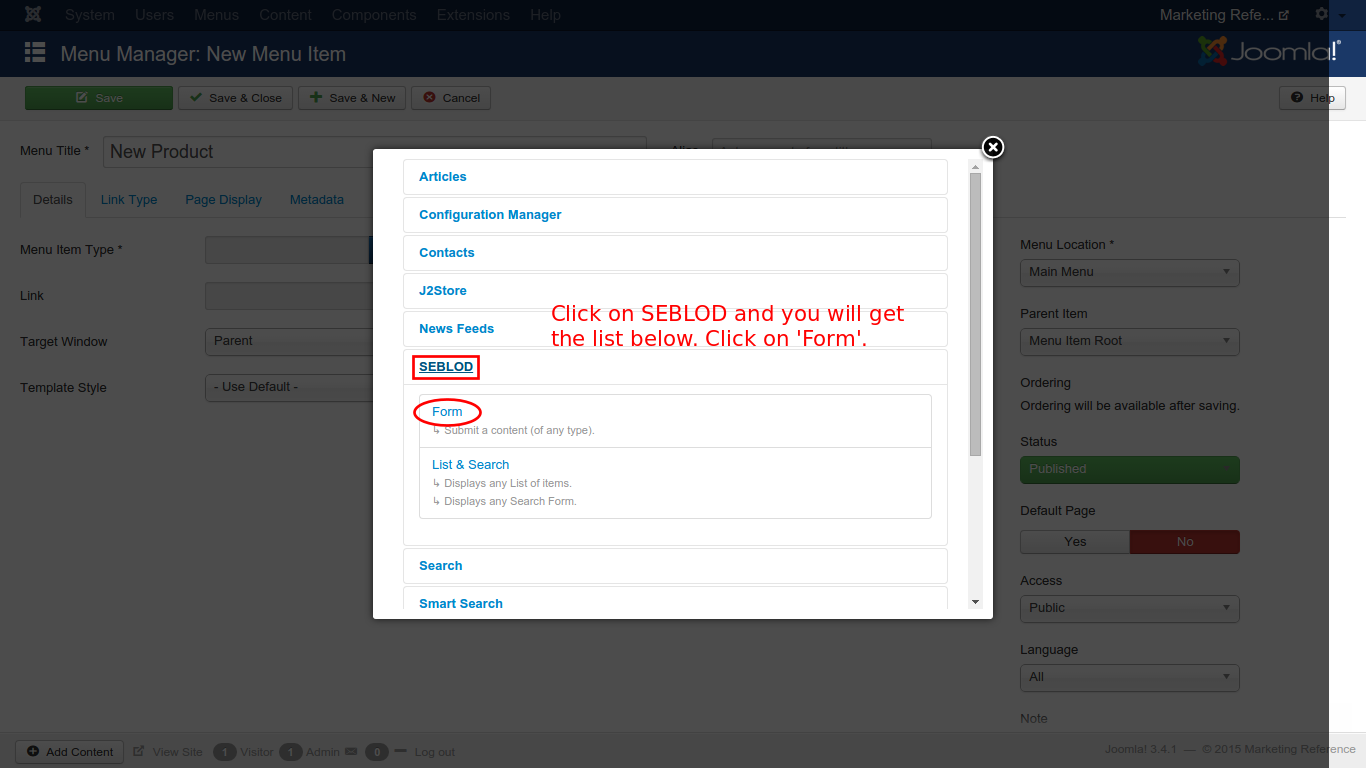 System Users Menus Content Components Extensions Help Marketing Refe...
Menu Manager: New Menu Item Joomla!®
Save Save & Close Save & New Cancel Help
Menu Title * New Product
Details Link Type Page Display Metadata
Menu Item Type *
Link
Target Window Parent
Template Style - Use Default -
Articles
Configuration Manager
Contacts
J2Store
News Feeds
Click on SEBLOD and you will get
the list below. Click on 'Form'.
SEBLOD
Form
↳ Submit a content (of any type).
List & Search
↳ Displays any List of items.
↳ Displays any Search Form.
Search
Smart Search
Menu Location *
Main Menu
Parent Item
Menu Item Root
Ordering
Ordering will be available after saving.
Status
Published
Default Page
Yes No
Access
Public
Language
All
Note
Add Content View Site 1 Visitor 1 Admin 0 Log out
Joomla! 3.4.1 — © 2015 Marketing Reference